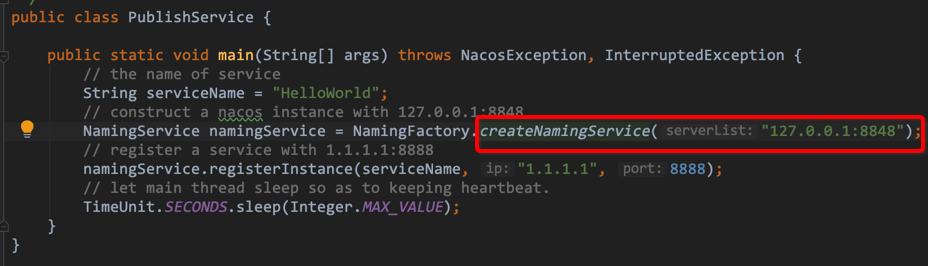 public class PublishService {
public static void main(String[] args) throws NacosException, InterruptedException {
// the name of service
String serviceName = "HelloWorld";
// construct a nacos instance with 127.0.0.1:8848
NamingService namingService = NamingFactory.createNamingService( serverList: "127.0.0.1:8848");
// register a service with 1.1.1.1:8888
namingService.registerInstance(serviceName, ip: "1.1.1.1", port: 8888);
// let main thread sleep so as to keeping heartbeat.
TimeUnit.SECONDS.sleep(Integer.MAX_VALUE);
}
}